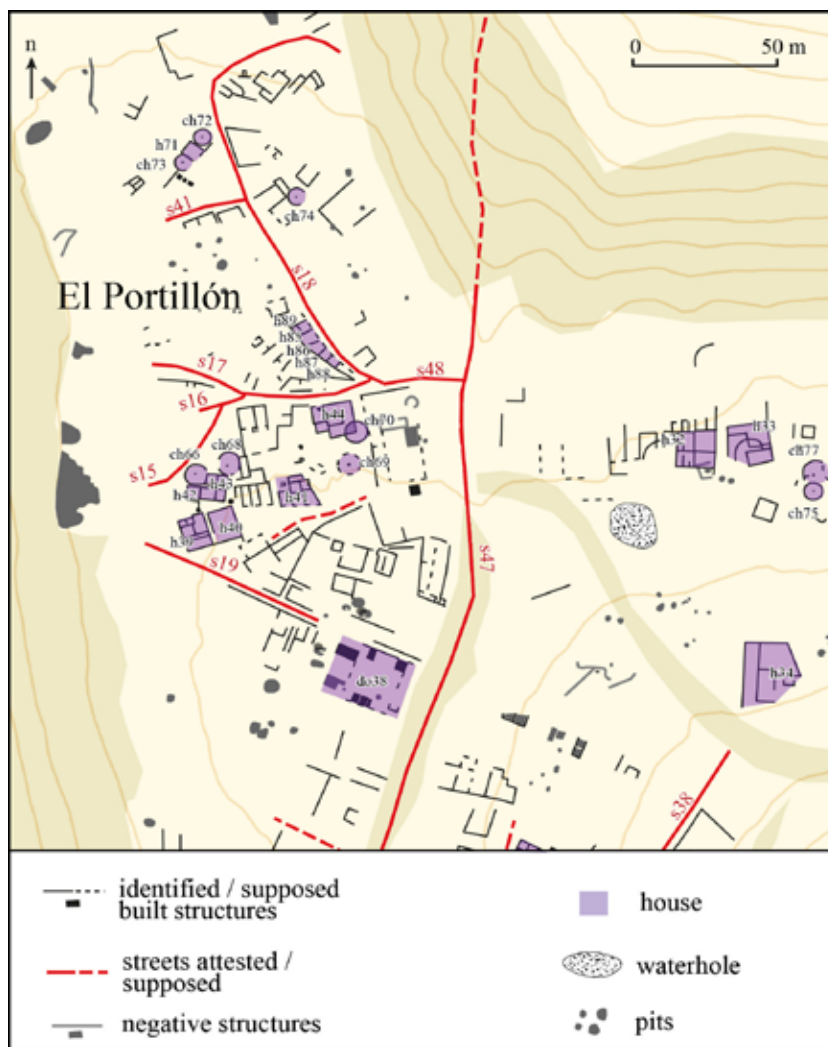 n
0 50 m
ch72
h71
ch73
s41
ch74
s18
El Portillón
h89
h85
h86
h87
h88
s17
s48
s16
h44
ch70
h32
h33
ch68
ch66
ch69
ch77
s15
h43
h42
h41
ch75
h39
h40
s19
s47
do38
h34
s38
identified / supposed
built structures
house
streets attested /
supposed
waterhole
negative structures
pits